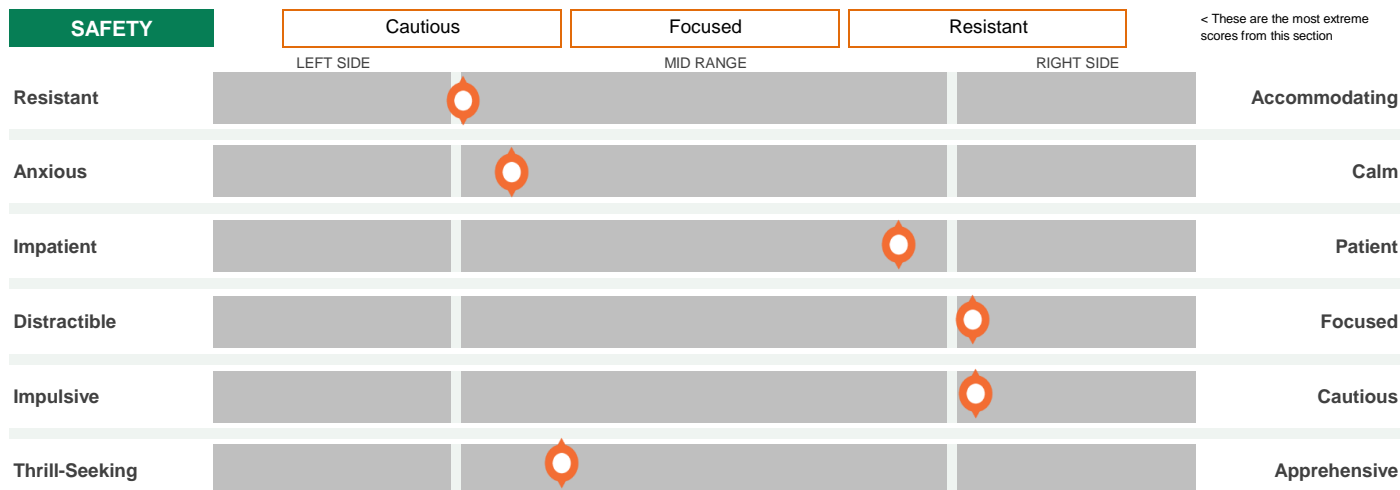 SAFETY
Cautious
Focused
Resistant
< These are the most extreme
scores from this section
LEFT SIDE
MID RANGE
RIGHT SIDE
Resistant
Accommodating
Anxious
Calm
Impatient
Patient
Distractible
Focused
Impulsive
Cautious
Thrill-Seeking
Apprehensive